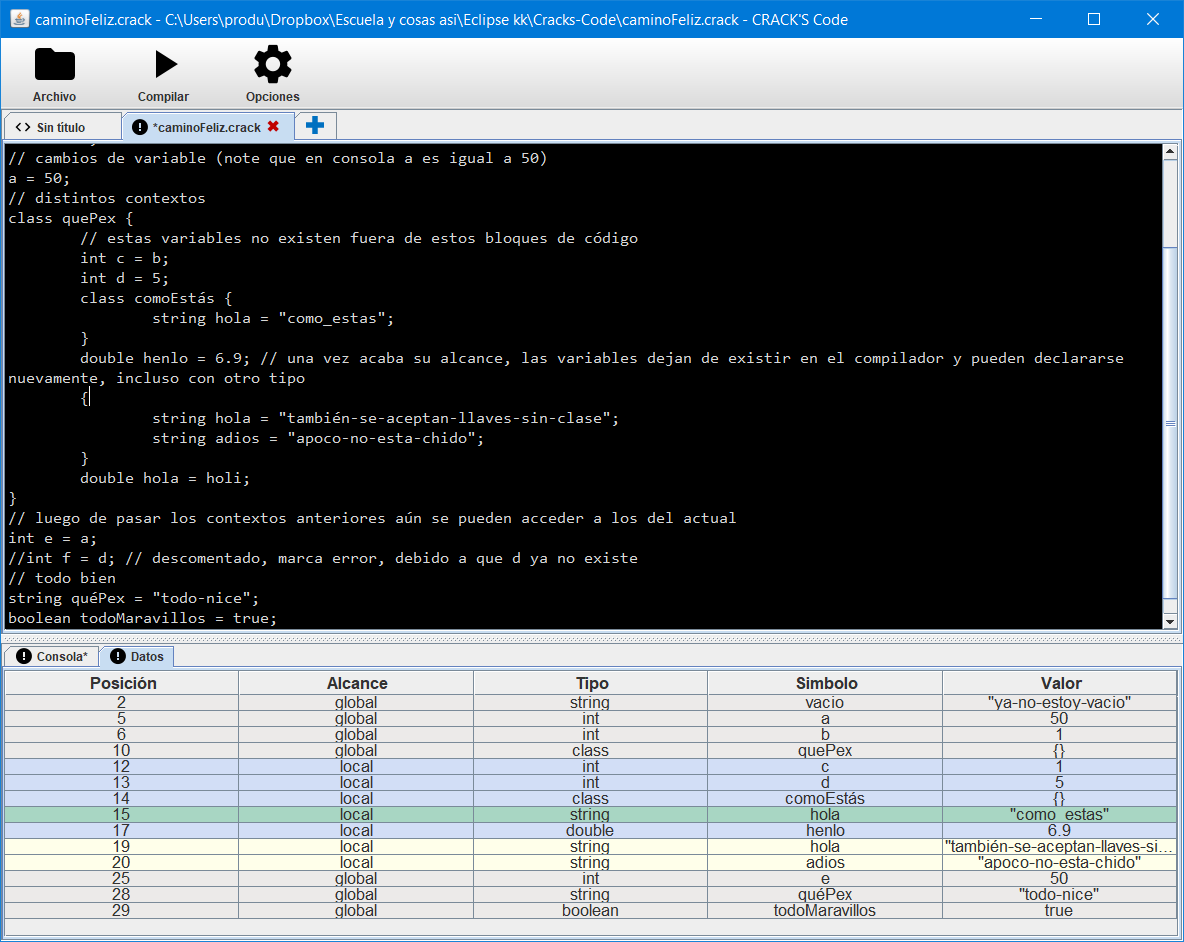 caminoFeliz.crack - C:\Users\produ\Dropbox\Escuela y cosas asi\Eclipse kk\Cracks-Code\caminoFeliz.crack - CRACK'S Code
Archivo Compilar Opciones
<> Sin título *caminoFeliz.crack
// cambios de variable (note que en consola a es igual a 50)
a = 50;
// distintos contextos
class quePex {
// estas variables no existen fuera de estos bloques de código
int c = b;
int d = 5;
class comoEstás {
string hola = "como_estas";
}
double henlo = 6.9; // una vez acaba su alcance, las variables dejan de existir en el compilador y pueden declararse
nuevamente, incluso con otro tipo
{
string hola = "también-se-aceptan-llaves-sin-clase";
string adios = "apoco-no-esta-chido";
}
double hola = holi;
}
// luego de pasar los contextos anteriores aún se pueden acceder a los del actual
int e = a;
//int f = d; // descomentado, marca error, debido a que d ya no existe
// todo bien
string quéPex = "todo-nice";
boolean todoMaravillos = true;
Consola* Datos
Posición Alcance Tipo Simbolo Valor
2 global string vacio "ya-no-estoy-vacio"
5 global int a 50
6 global int b 1
10 global class quePex {}
12 local int c 1
13 local int d 5
14 local class comoEstás {}
15 local string hola "como_estas"
17 local double henlo 6.9
19 local string hola "también-se-aceptan-llaves-si...
20 local string adios "apoco-no-esta-chido"
25 global int e 50
28 global string quéPex "todo-nice"
29 global boolean todoMaravillos true